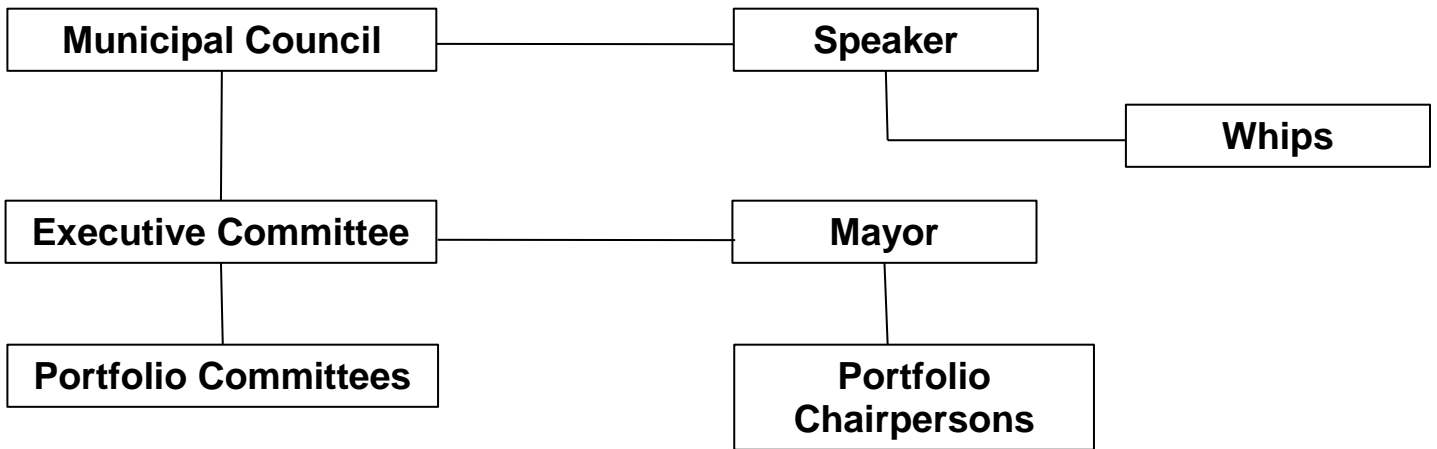 Municipal Council
Speaker
Whips
Executive Committee
Mayor
Portfolio Committees
Portfolio
Chairpersons